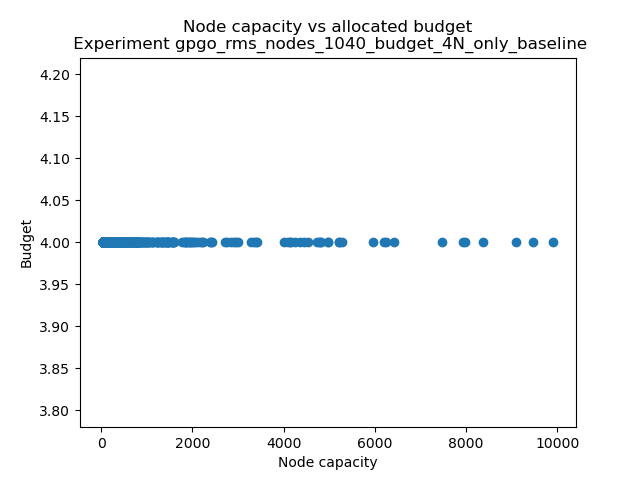 Node capacity vs allocated budget
Experiment gpgo_rms_nodes_1040_budget_4N_only_baseline
4.20
4.15
4.10
4.05
4.00
3.95
3.90
3.85
3.80
Budget
0 2000 4000 6000 8000 10000
Node capacity